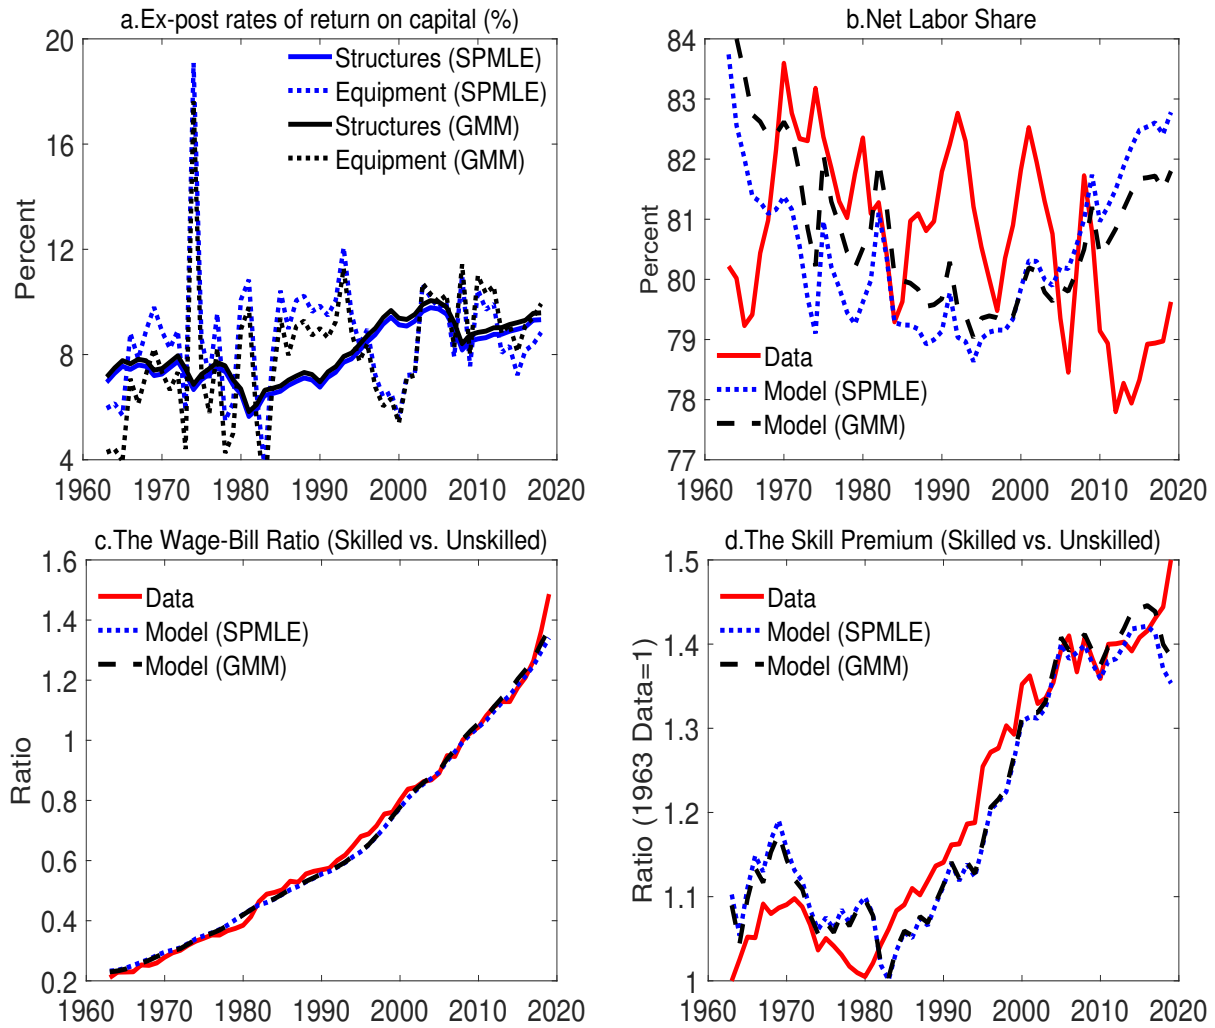 a.Ex-post rates of return on capital (%)
20
16
12
8
4
Percent
Structures (SPMLE)
Equipment (SPMLE)
Structures (GMM)
Equipment (GMM)
1960 1970 1980 1990 2000 2010 2020
b.Net Labor Share
84
83
82
81
80
79
78
77
Percent
Data
Model (SPMLE)
Model (GMM)
1960 1970 1980 1990 2000 2010 2020
c.The Wage-Bill Ratio (Skilled vs. Unskilled)
1.6
1.4
1.2
1
0.8
0.6
0.4
0.2
Ratio
Data
Model (SPMLE)
Model (GMM)
1960 1970 1980 1990 2000 2010 2020
d.The Skill Premium (Skilled vs. Unskilled)
1.5
1.4
1.3
1.2
1.1
1
Ratio (1963 Data=1)
Data
Model (SPMLE)
Model (GMM)
1960 1970 1980 1990 2000 2010 2020